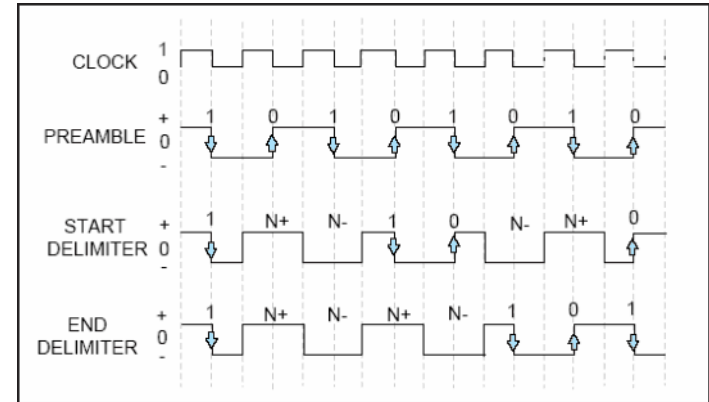 CLOCK 1
0
1 0 1 0 1 0 1 0
PREAMBLE + 0 -
1 N+ N- 1 0 N- N+ 0
START + 
DELIMITER 0
-
1 N+ N- N+ N- 1 0 1
END +
0
DELIMITER -